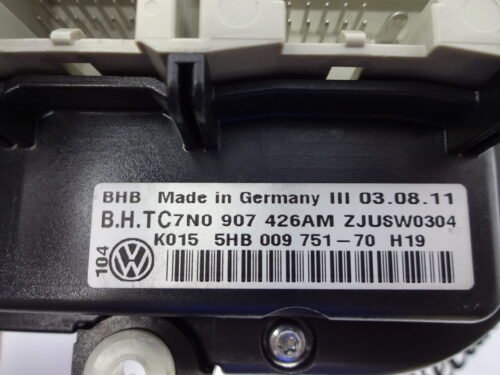 BHB Made in Germany III 03.08.11
B.H.TC7N0 907 426AM ZJUSW0304
K015 5HB 009 751-70 H19
104